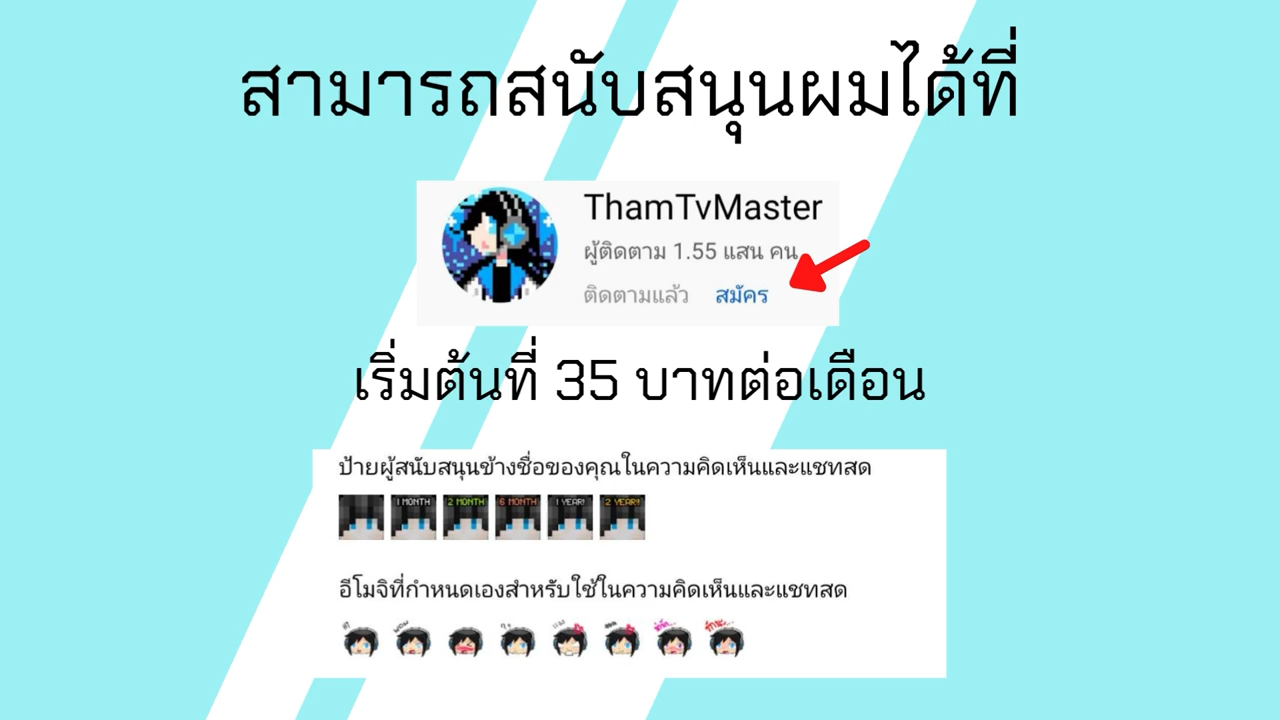 สามารถสนับสนุนผมได้ที่
ThamTvMaster
ผู้ติดตาม 1.55 แสน คน
ติดตามแล้ว สมัคร
เริ่มต้นที่ 35 บาทต่อเดือน
ป้ายผู้สนับสนุนข้างชื่อของคุณในความคิดเห็นและแชทสด
1 MONTH 2 MONTH 6 MONTH 1 YEAR! 2 YEAR!!
อีโมจิที่กำหนดเองสำหรับใช้ในความคิดเห็นและแชทสด